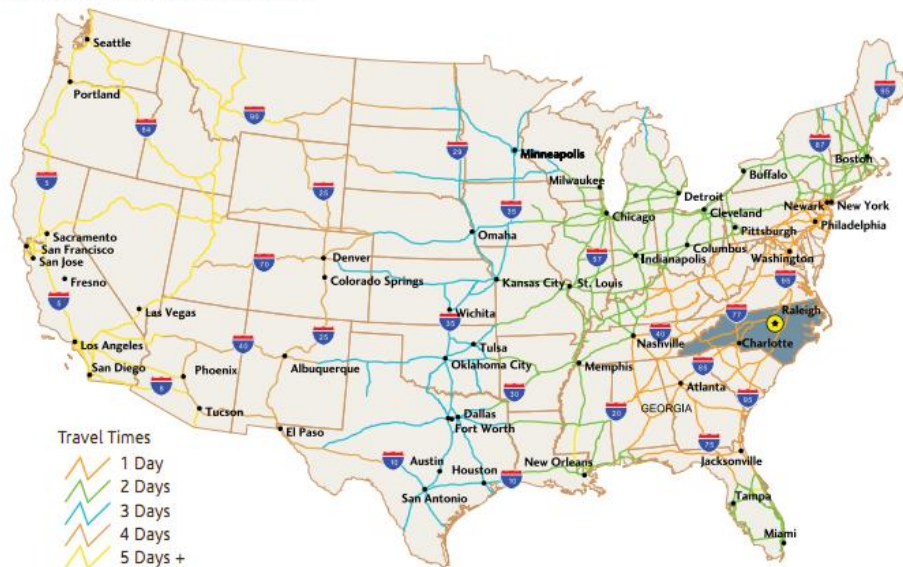 Seattle
Portland
90
84
Minneapolis
29
95
87
Boston
Milwaukee
Buffalo
Detroit
5
25
35
Chicago
Cleveland
Newark
New York
Pittsburgh
Philadelphia
Sacramento
San Francisco
San Jose
Omaha
57
Indianapolis
Columbus
Washington
Denver
70
Fresno
Colorado Springs
Kansas City
St. Louis
95
5
Las Vegas
Wichita
35
77
Raleigh
40
Nashville
Charlotte
Los Angeles
40
25
Tulsa
Oklahoma City
Memphis
65
San Diego
8
Phoenix
Albuquerque
30
Atlanta
95
Tucson
Dallas
Fort Worth
20
GEORGIA
El Paso
75
Travel Times
Austin
Houston
New Orleans
Jacksonville
1 Day
10
10
2 Days
San Antonio
Tampa
3 Days
4 Days
Miami
5 Days +